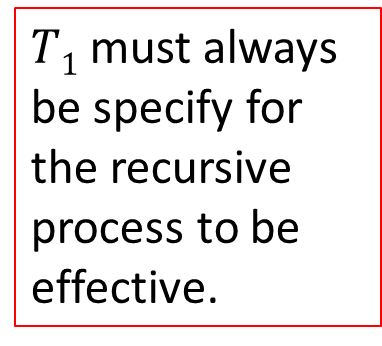 T₁ must always
be specify for
the recursive
process to be
effective.